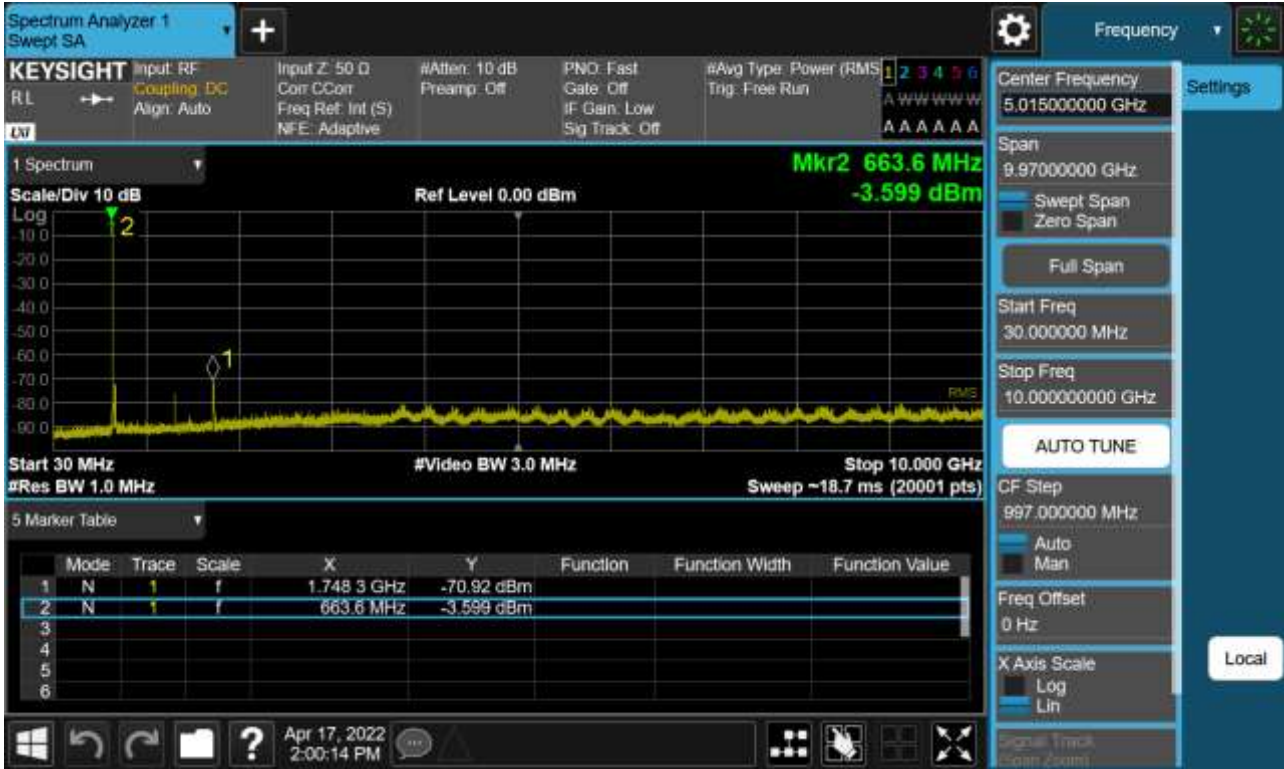 Spectrum Analyzer 1
Swept SA
Frequency
KEYSIGHT
RL
LXI
Input: RF
Coupling: DC
Align: Auto
Input Z: 50 Ω
Corr CCorr
Freq Ref: Int (S)
NFE: Adaptive
#Atten: 10 dB
Preamp: Off
PNO: Fast
Gate: Off
IF Gain: Low
Sig Track: Off
#Avg Type: Power (RMS
Trig: Free Run
1 2 3 4 5 6
A W W W W W
A A A A A A
Center Frequency
5.015000000 GHz
Settings
Span
9.97000000 GHz
Swept Span
Zero Span
Full Span
Start Freq
30.000000 MHz
Stop Freq
10.000000000 GHz
AUTO TUNE
CF Step
997.000000 MHz
Auto
Man
Freq Offset
0 Hz
X Axis Scale
Log
Lin
Signal Track
(Span Zoom)
Local
1 Spectrum
Mkr2 663.6 MHz
-3.599 dBm
Scale/Div 10 dB
Ref Level 0.00 dBm
Log
-10.0
-20.0
-30.0
-40.0
-50.0
-60.0
-70.0
-80.0
-90.0
2
1
RMS
Start 30 MHz
#Video BW 3.0 MHz
Stop 10.000 GHz
#Res BW 1.0 MHz
Sweep ~18.7 ms (20001 pts)
5 Marker Table
Mode Trace Scale X Y Function Function Width Function Value
1 N 1 f 1.748 3 GHz -70.92 dBm
2 N 1 f 663.6 MHz -3.599 dBm
3
4
5
6
?
Apr 17, 2022
2:00:14 PM